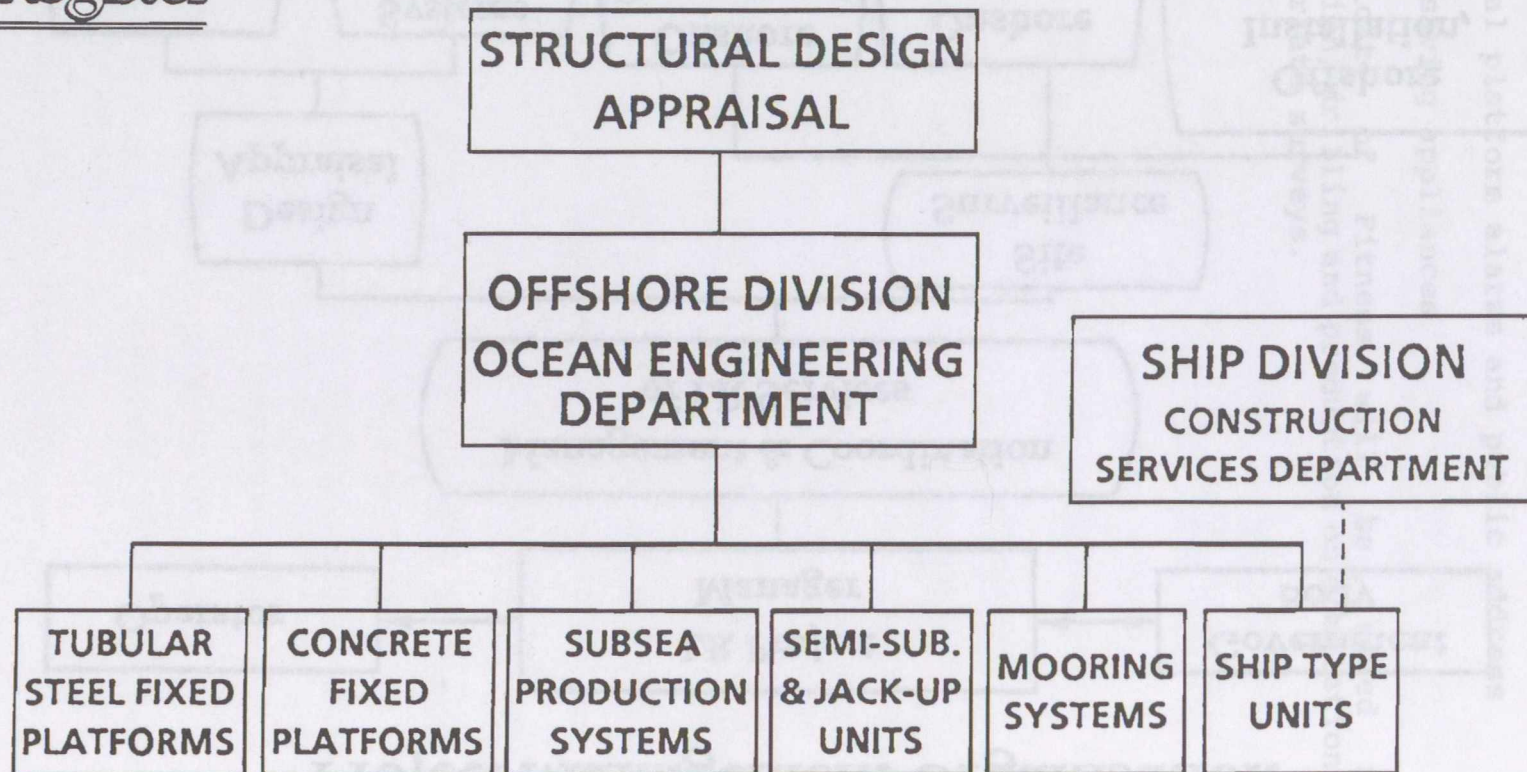 STRUCTURAL DESIGN
APPRAISAL
OFFSHORE DIVISION
OCEAN ENGINEERING
DEPARTMENT
SHIP DIVISION
CONSTRUCTION
SERVICES DEPARTMENT
TUBULAR
STEEL FIXED
PLATFORMS
CONCRETE
FIXED
PLATFORMS
SUBSEA
PRODUCTION
SYSTEMS
SEMI-SUB.
& JACK-UP
UNITS
MOORING
SYSTEMS
SHIP TYPE
UNITS